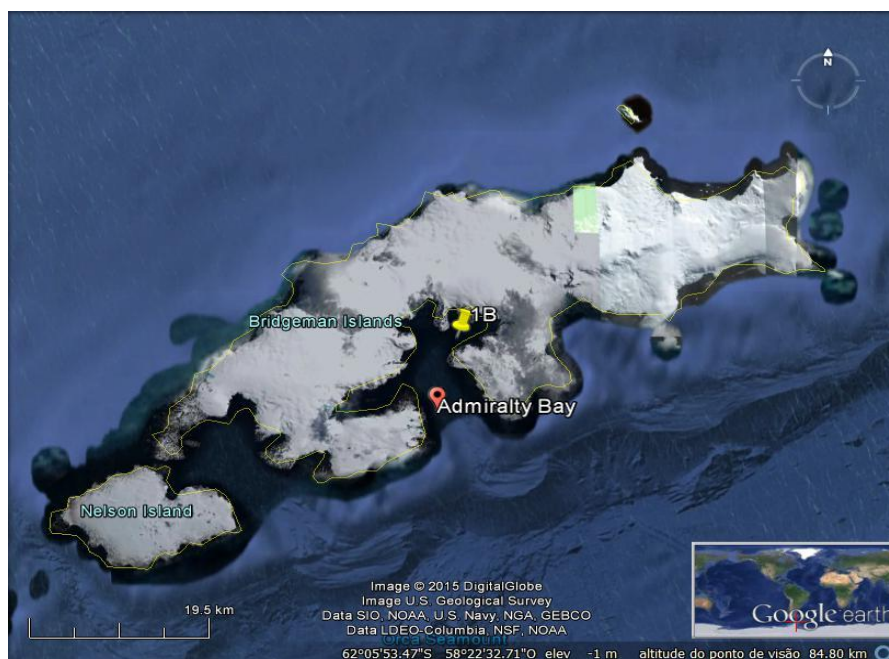 N
1B
Bridgeman Islands
Admiralty Bay
Nelson Island
19.5 km
Image © 2015 DigitalGlobe
Image U.S. Geological Survey
Data SIO, NOAA, U.S. Navy, NGA, GEBCO
Data LDEO-Columbia, NSF, NOAA
Orca Seamount
Google earth
62°05'53.47"S 58°22'32.71"O elev -1 m altitude do ponto de visão 84.80 km